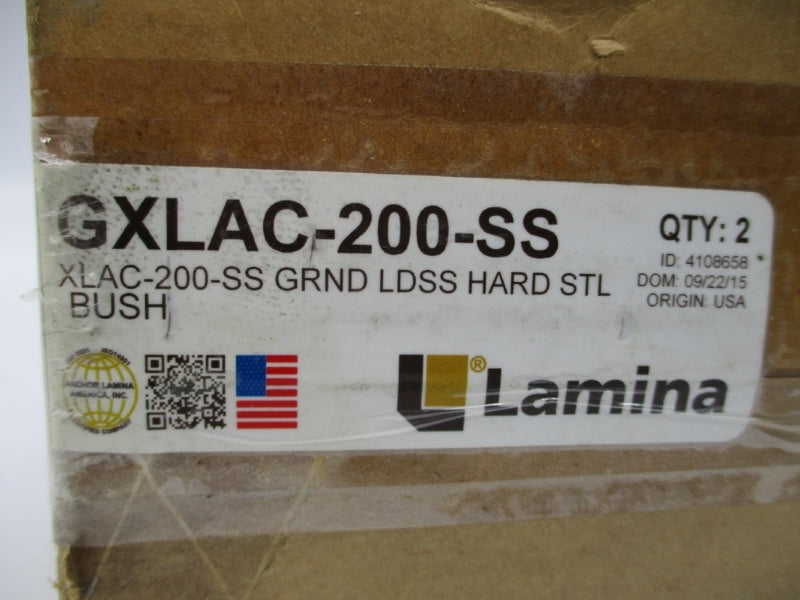 GXLAC-200-SS
QTY: 2
XLAC-200-SS GRND LDSS HARD STL
BUSH
ID: 4108658
DOM: 09/22/15
ORIGIN: USA
ANCHOR LAMINA
AMERICA, INC.
® Lamina